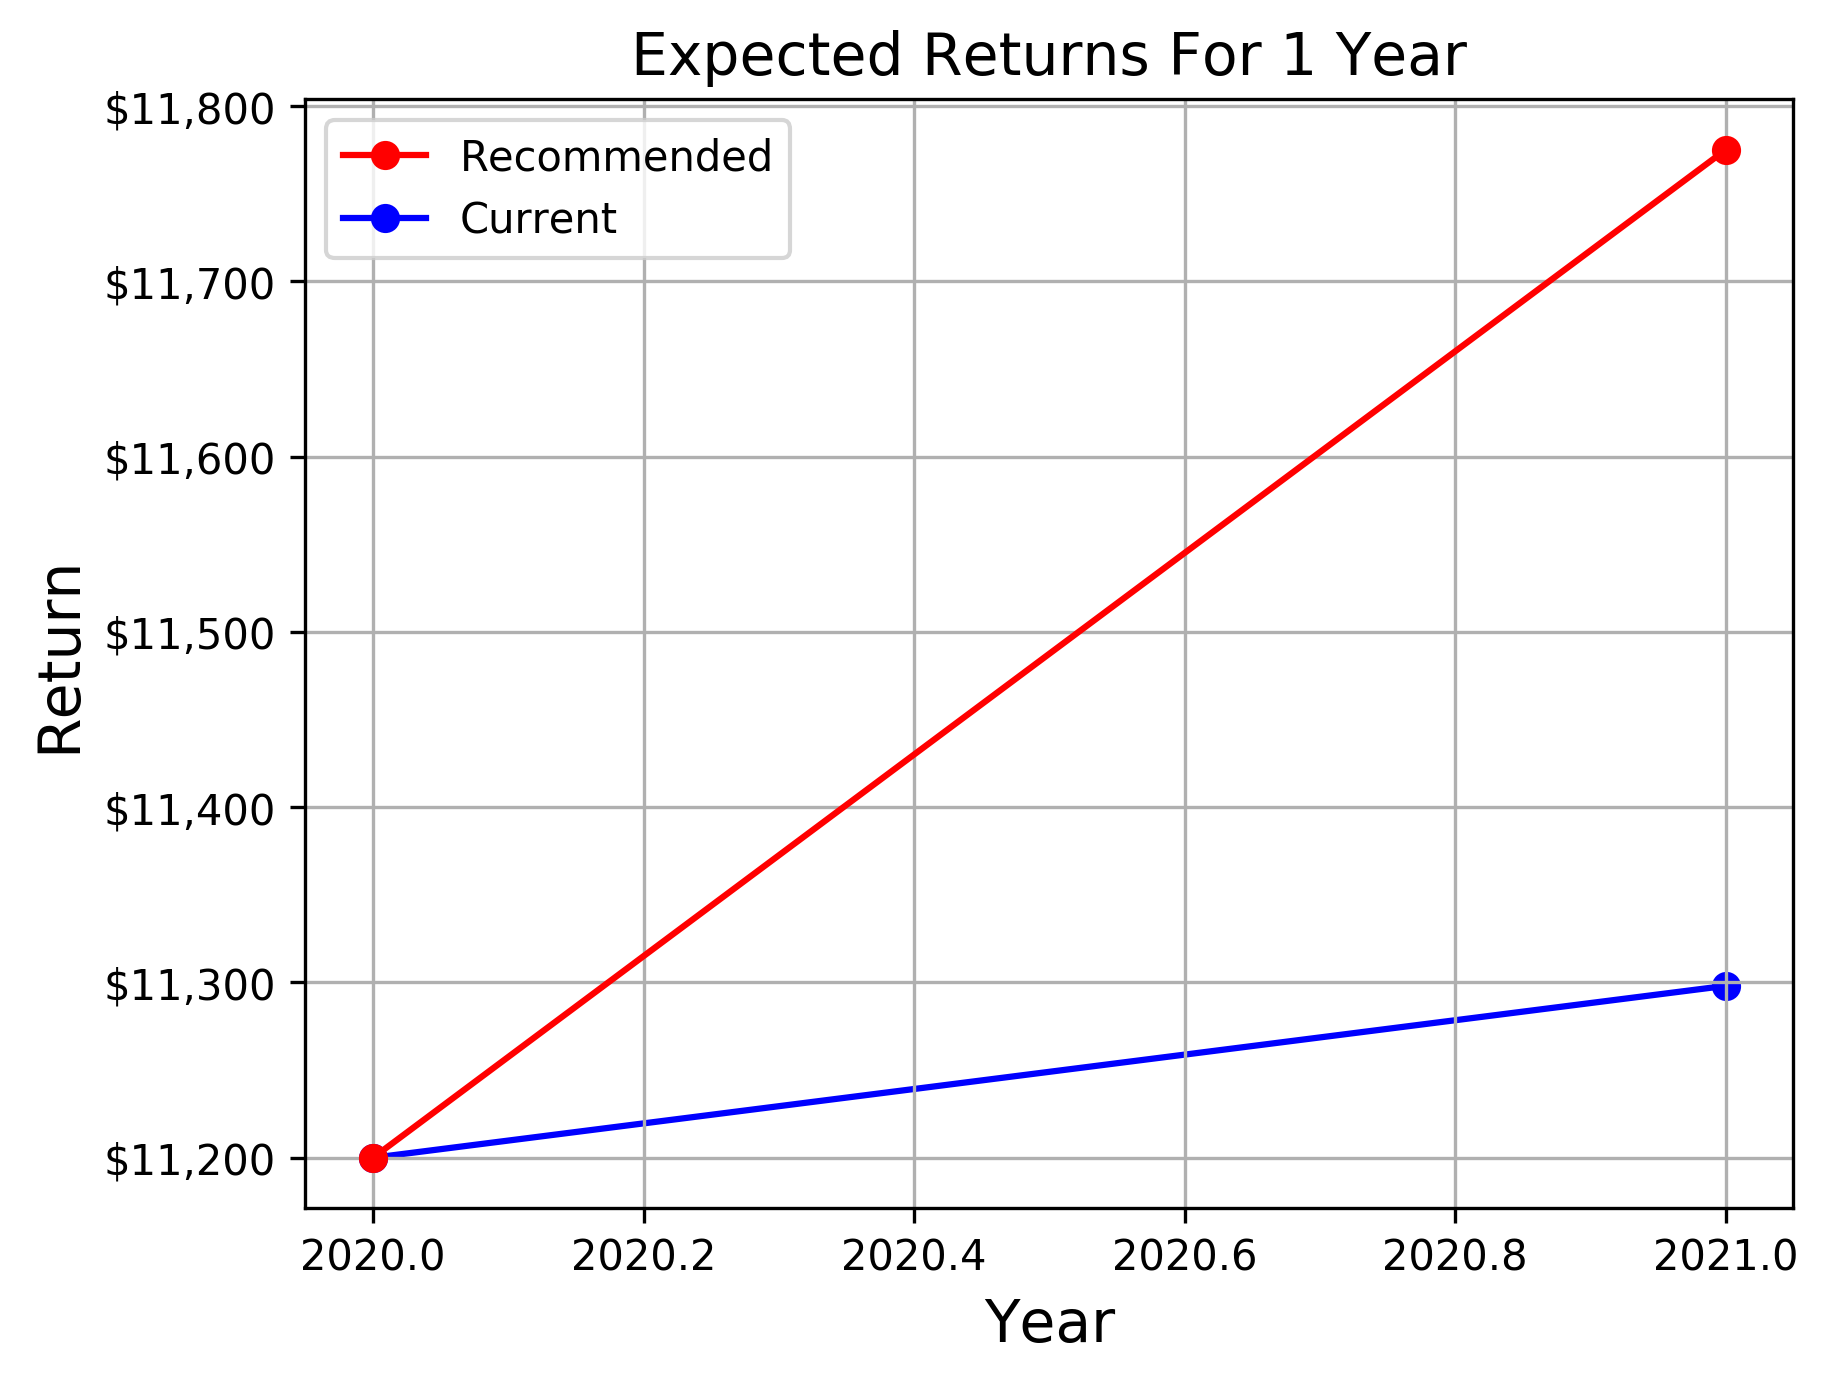 Expected Returns For 1 Year
$11,800
$11,700
$11,600
$11,500
$11,400
$11,300
$11,200
Return
Recommended
Current
2020.0 2020.2 2020.4 2020.6 2020.8 2021.0
Year